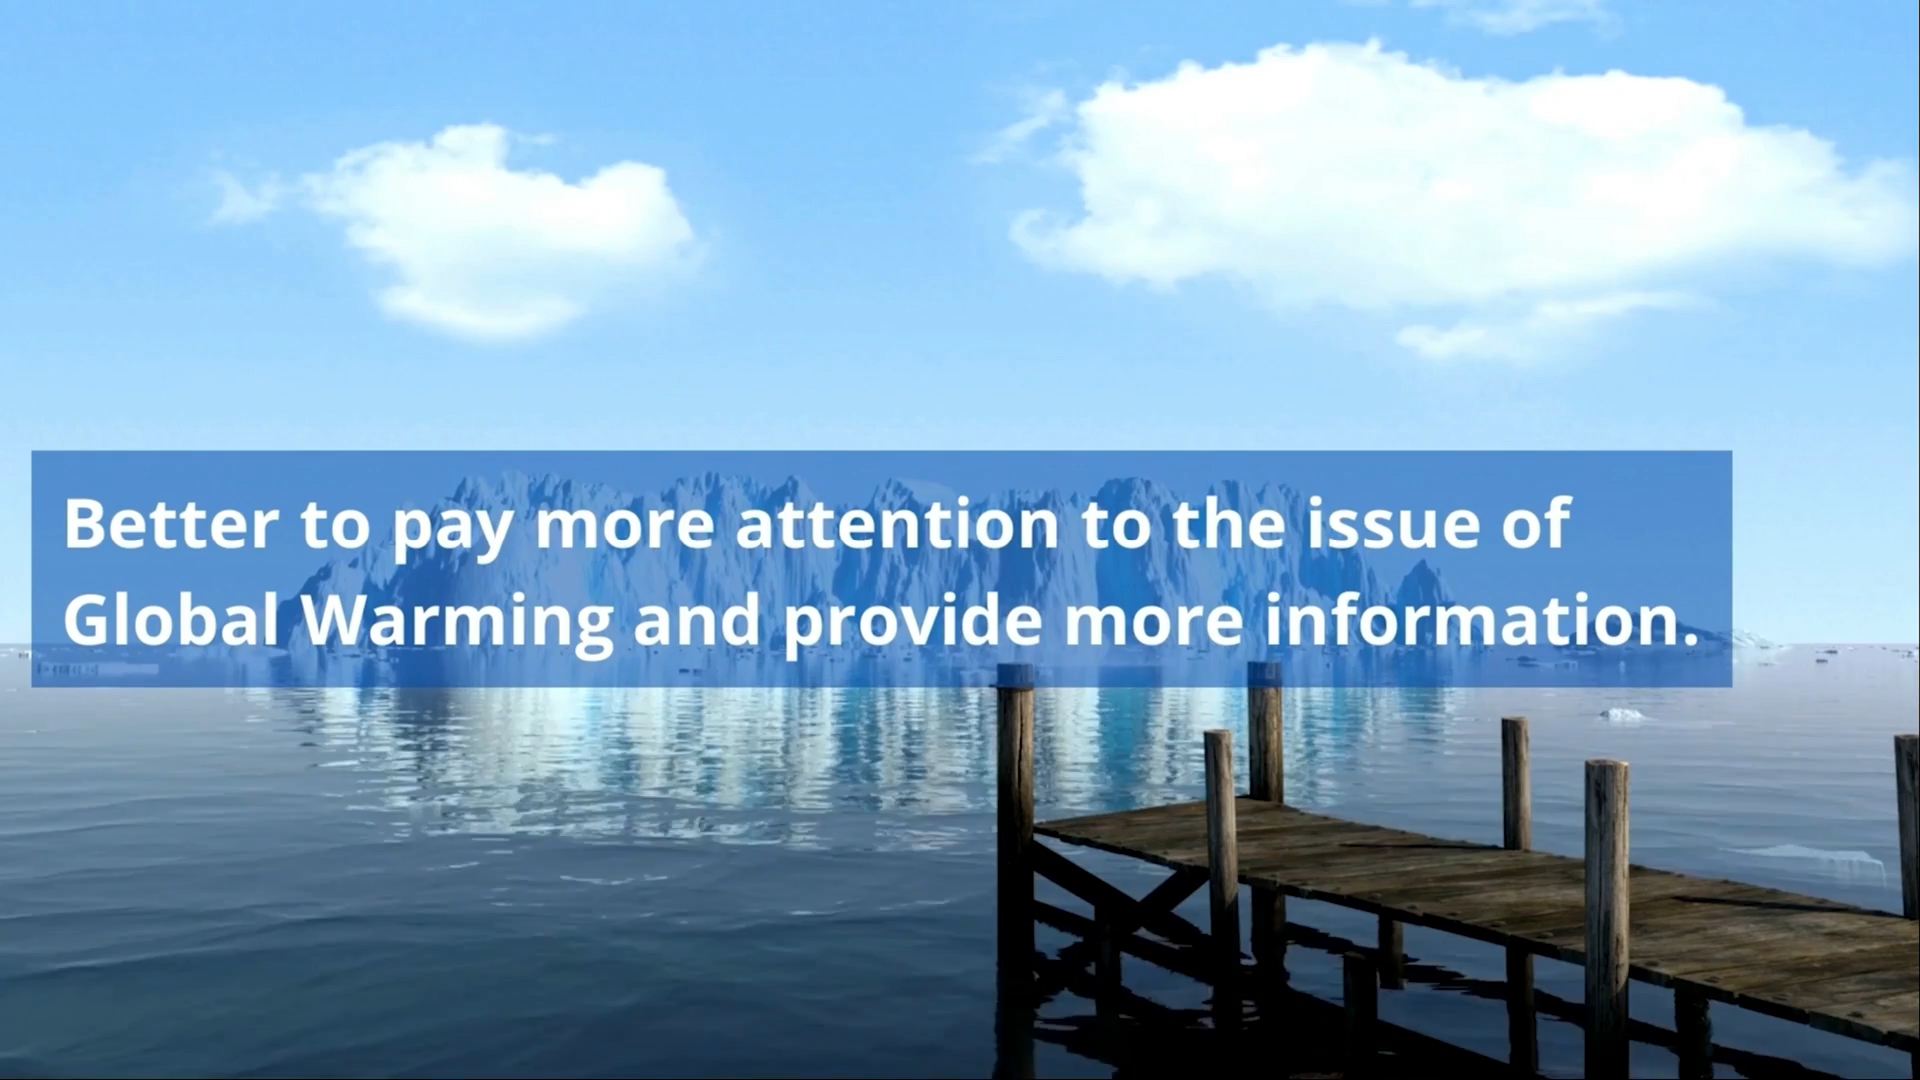 Better to pay more attention to the issue of
Global Warming and provide more information.